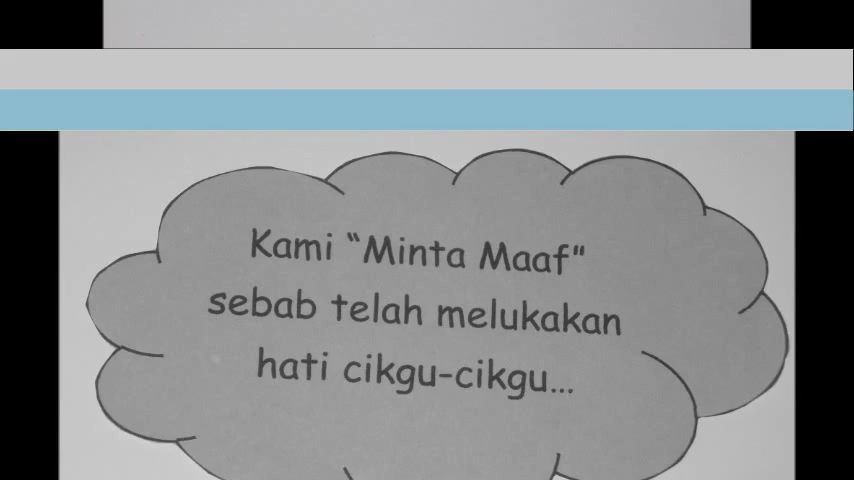 Kami “Minta Maaf"
sebab telah melukakan
hati cikgu-cikgu...